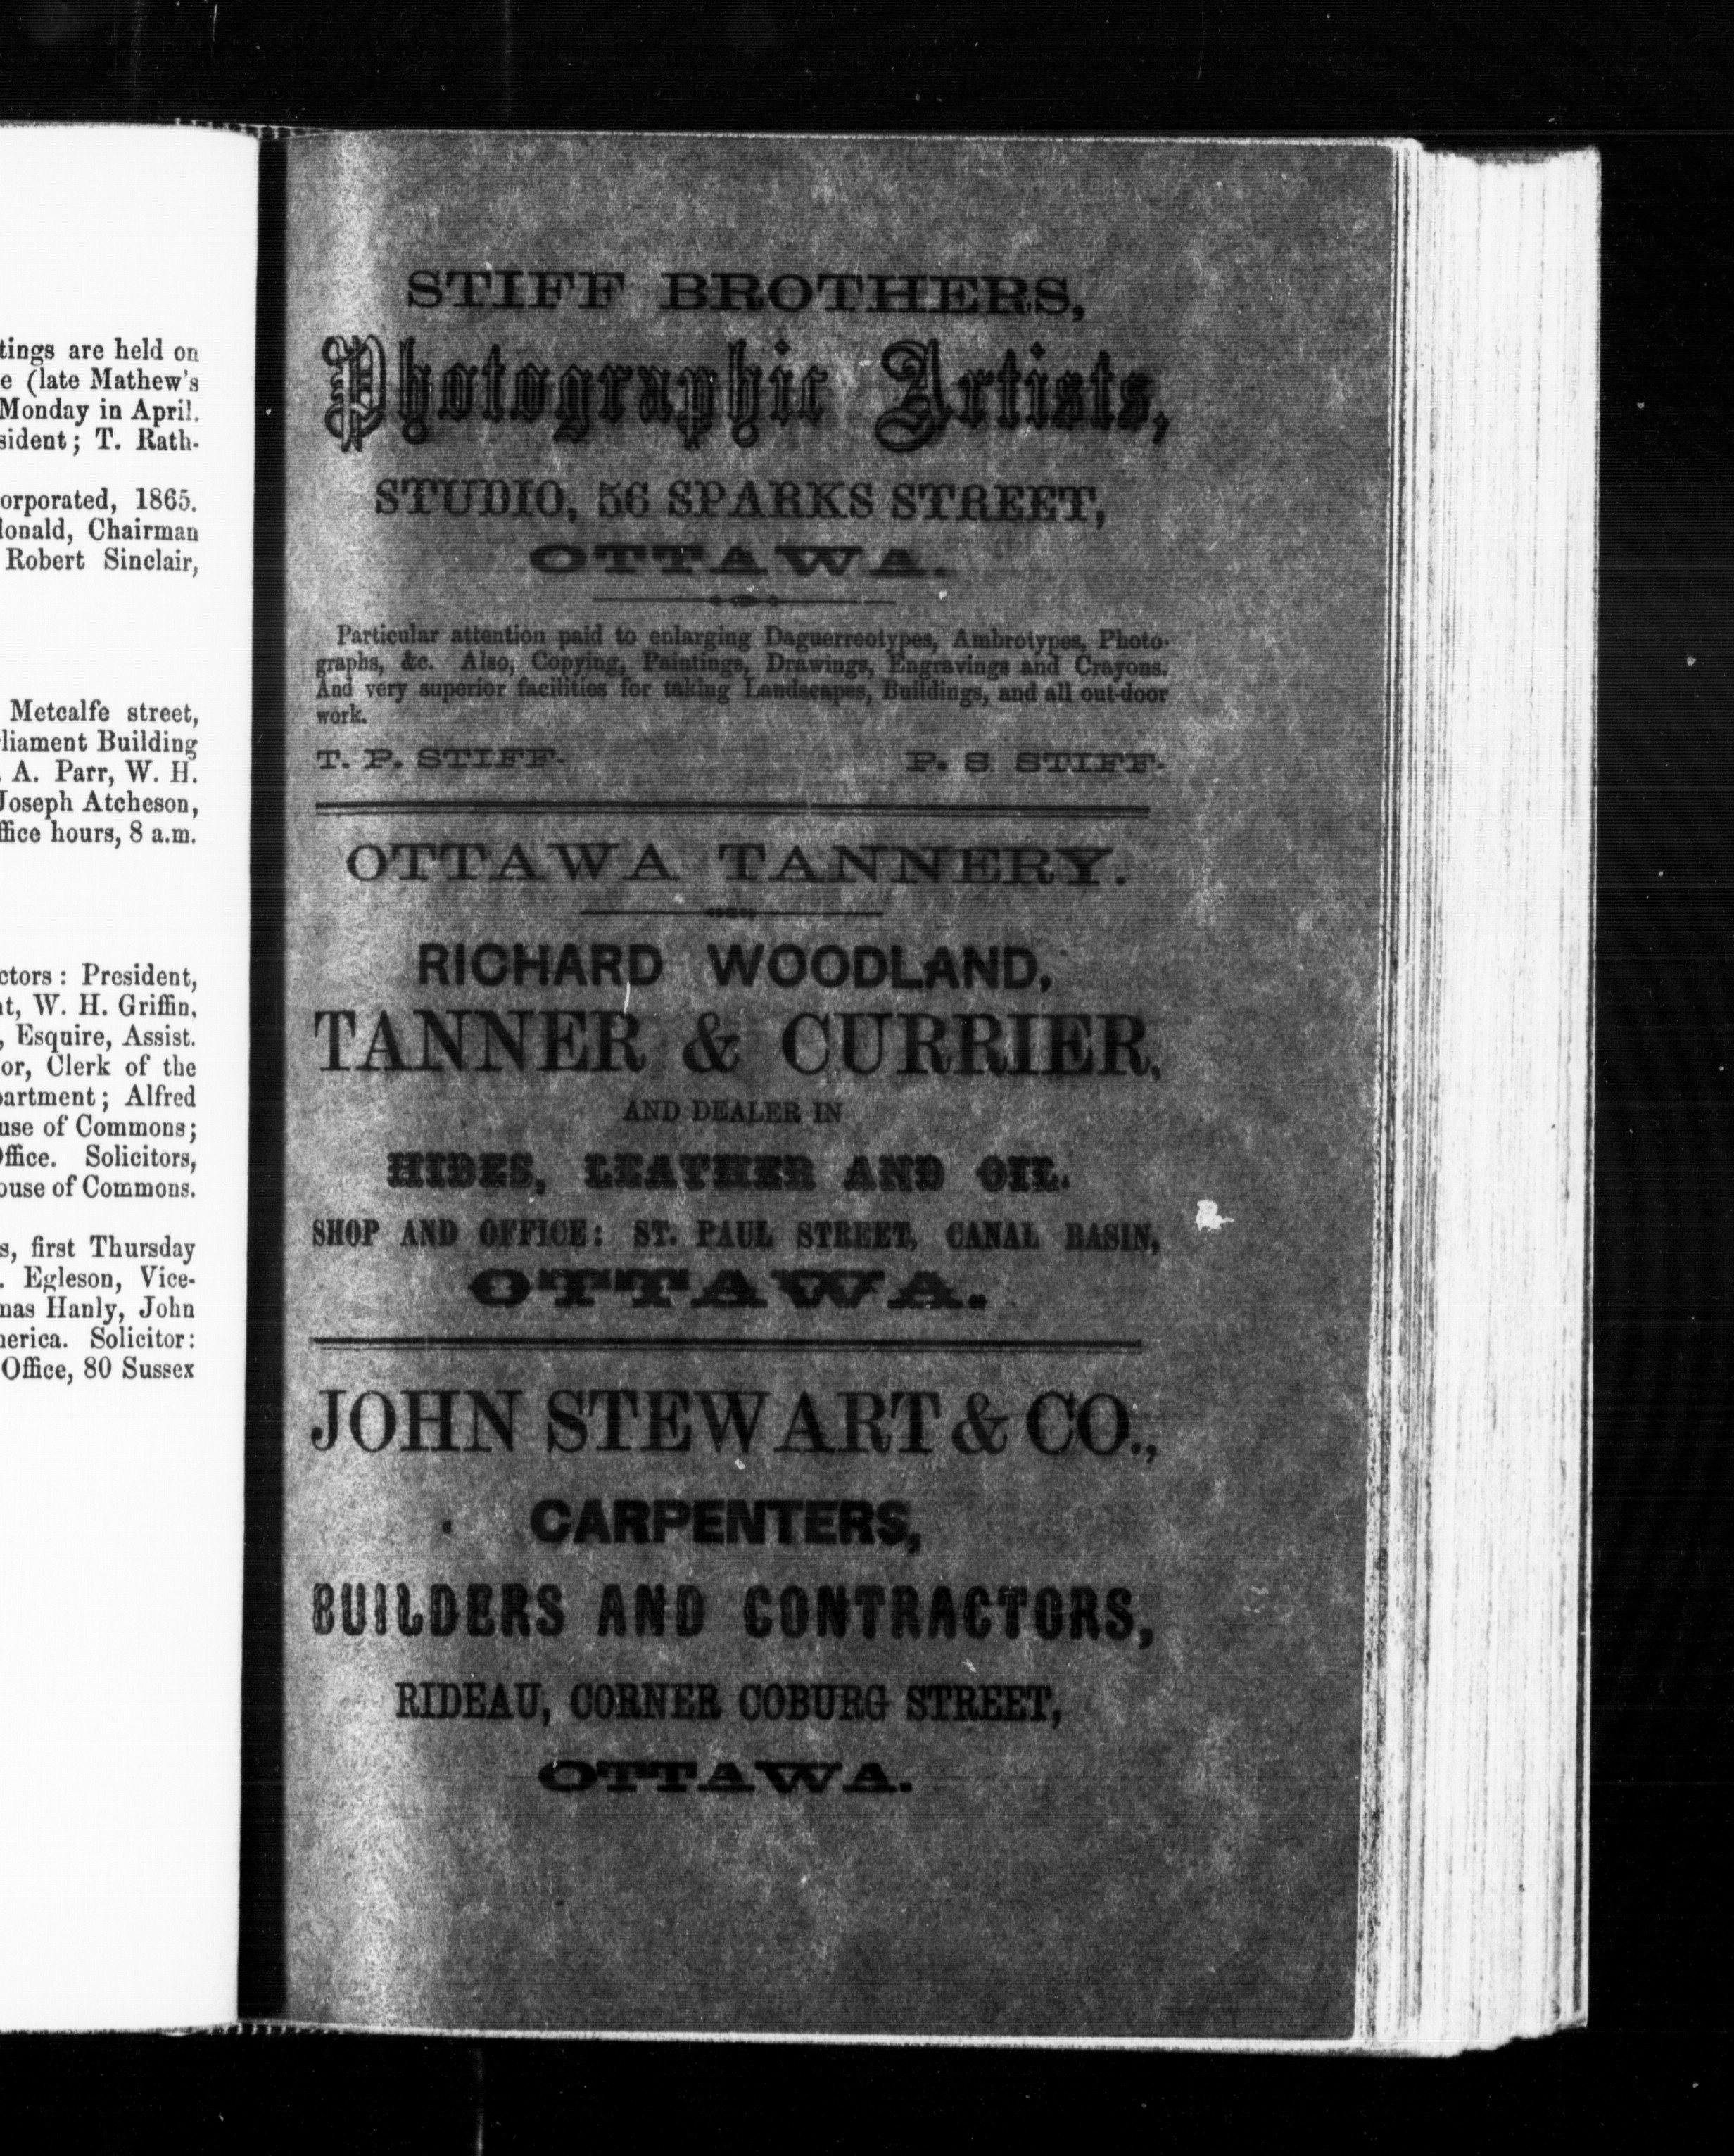 tings are held on
e (late Mathew's
Monday in April.
sident; T. Rath-
orporated, 1865.
donald, Chairman
Robert Sinclair,
Metcalfe street,
liament Building
. A. Parr, W. H.
Joseph Atcheson,
ffice hours, 8 a.m.
ctors: President,
nt, W. H. Griffin,
, Esquire, Assist.
or, Clerk of the
partment; Alfred
use of Commons;
Office. Solicitors,
ouse of Commons.
s, first Thursday
. Egleson, Vice-
mas Hanly, John
merica. Solicitor:
Office, 80 Sussex
STIFF BROTHERS,
Photographic Artists,
STUDIO, 56 SPARKS STREET,
OTTAWA.
Particular attention paid to enlarging Daguerreotypes, Ambrotypes, Photo-
graphs, &c. Also, Copying, Paintings, Drawings, Engravings and Crayons.
And very superior facilities for taking Landscapes, Buildings, and all out-door
work.
T. P. STIFF. P. S. STIFF.
OTTAWA TANNERY.
RICHARD WOODLAND,
TANNER & CURRIER,
AND DEALER IN
HIDES, LEATHER AND OIL.
SHOP AND OFFICE: ST. PAUL STREET, CANAL BASIN,
OTTAWA.
JOHN STEWART & CO.,
CARPENTERS,
BUILDERS AND CONTRACTORS,
RIDEAU, CORNER COBURG STREET,
OTTAWA.